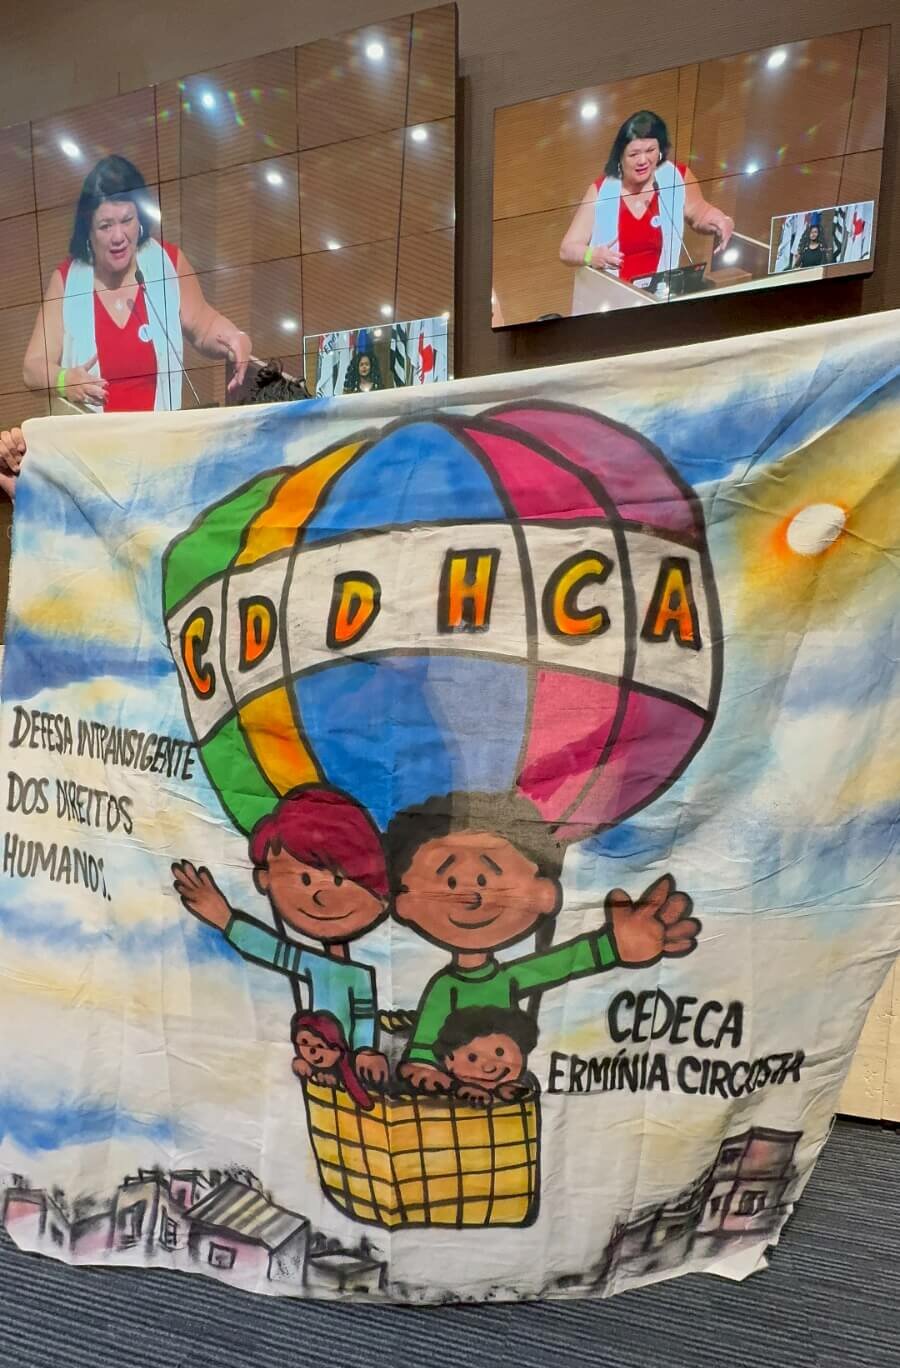 CDDHCA
DEFESA INTRANSIGENTE
DOS DIREITOS
HUMANOS.
CEDECA
ERMÍNIA CIRCOSTA